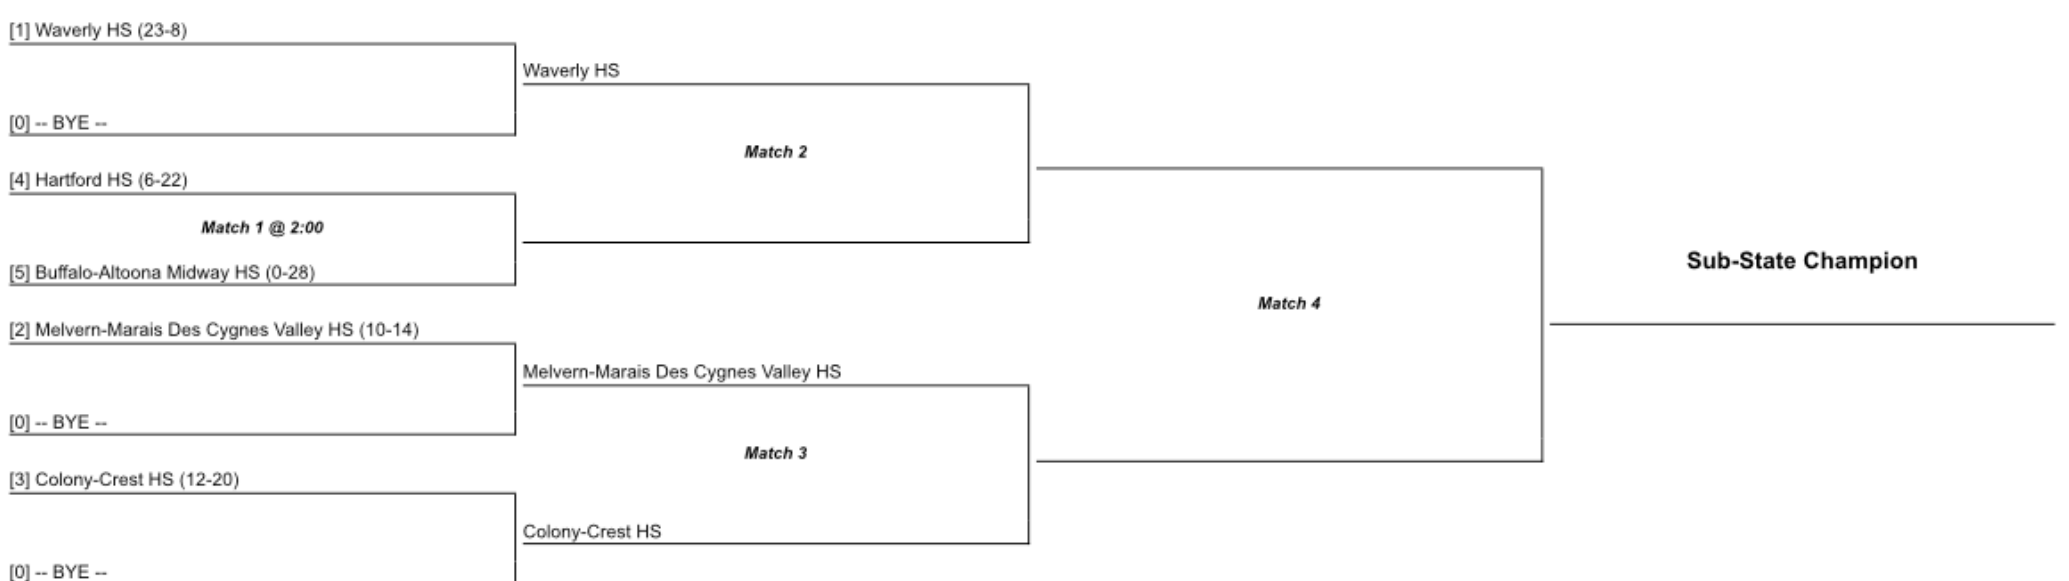 [1] Waverly HS (23-8)
Waverly HS
[0] -- BYE --
Match 2
[4] Hartford HS (6-22)
Match 1 @ 2:00
[5] Buffalo-Altoona Midway HS (0-28)
Sub-State Champion
Match 4
[2] Melvern-Marais Des Cygnes Valley HS (10-14)
Melvern-Marais Des Cygnes Valley HS
[0] -- BYE --
Match 3
[3] Colony-Crest HS (12-20)
Colony-Crest HS
[0] -- BYE --